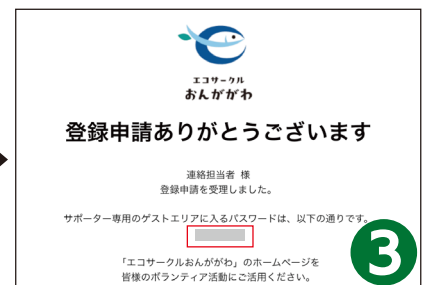 エコサークル
おんががわ
登録申請ありがとうございます
連絡担当者 様
登録申請を受理しました。
サポーター専用のゲストエリアに入るパスワードは、以下の通りです。
「エコサークルおんががわ」のホームページを
皆様のボランティア活動にご活用ください。
3